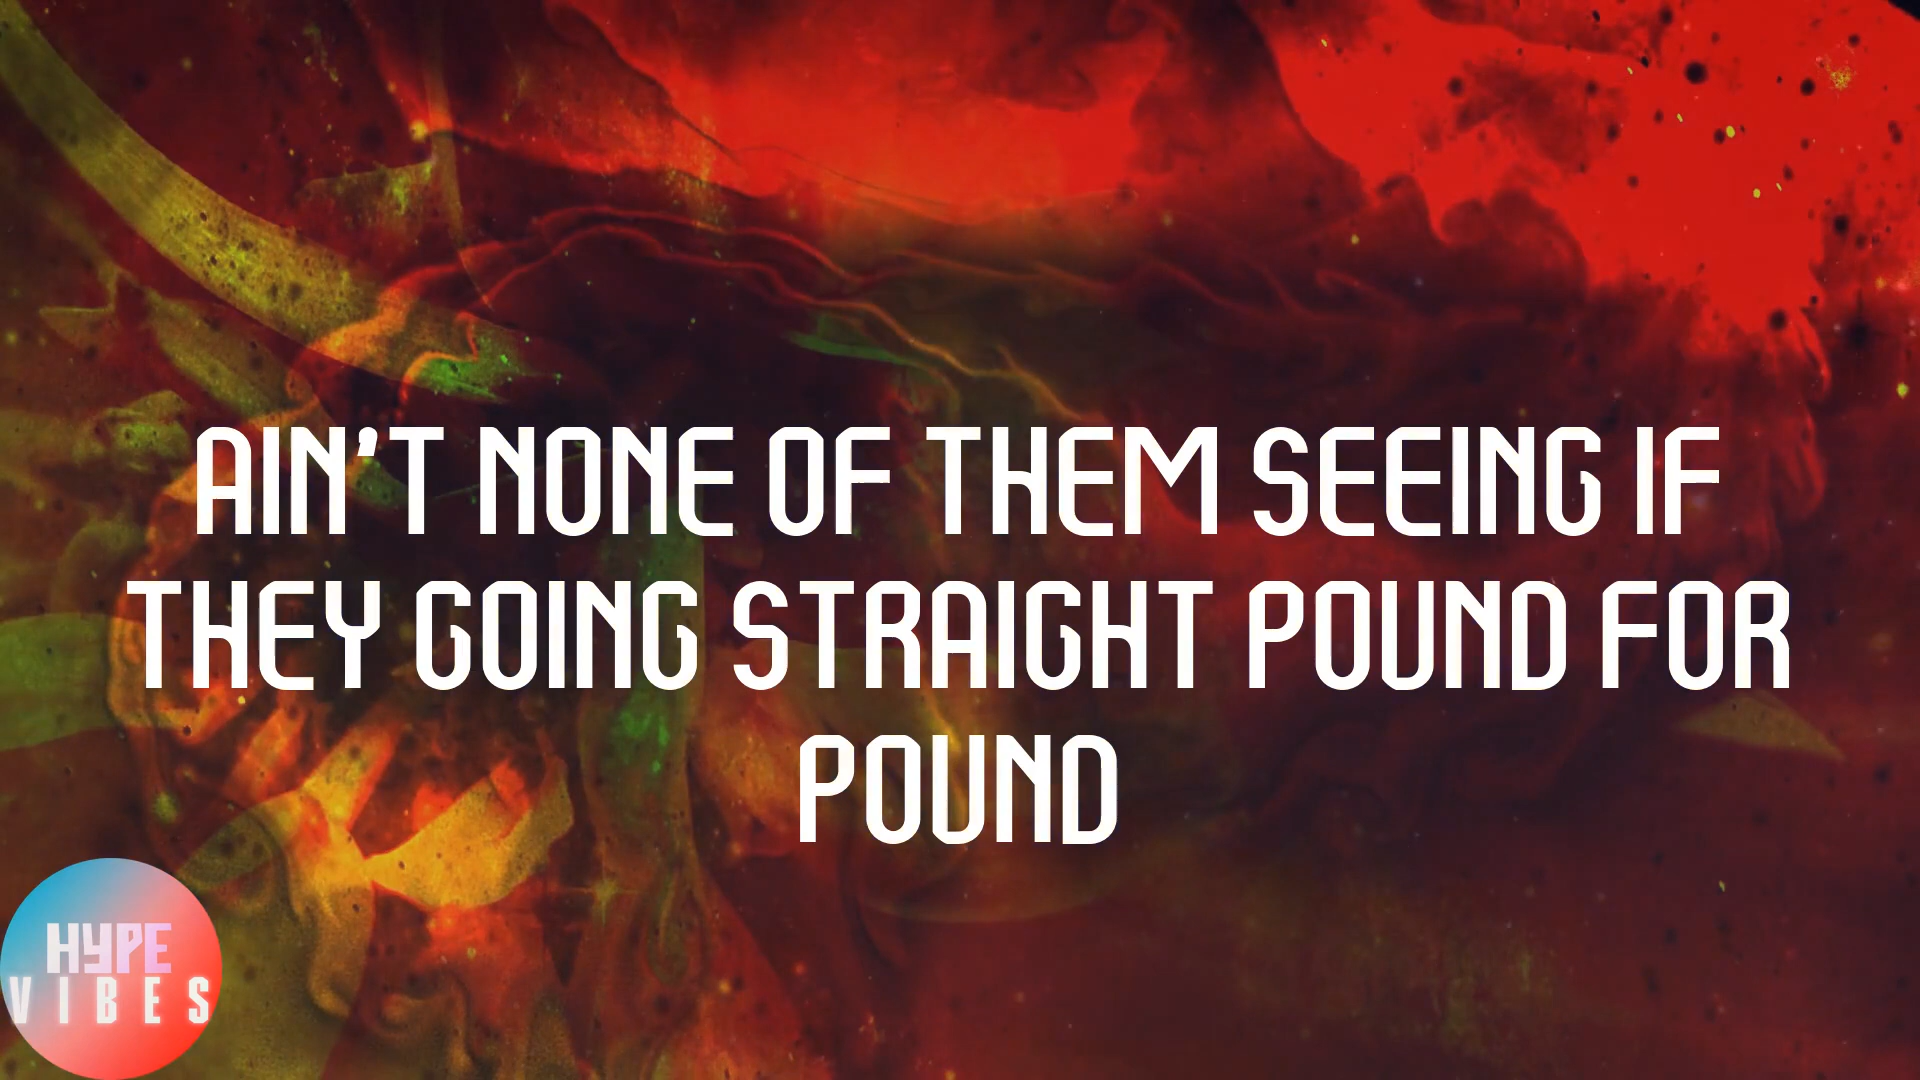 AIN'T NONE OF THEM SEEING IF
THEY GOING STRAIGHT POUND FOR
POUND
HYPE
VIBES